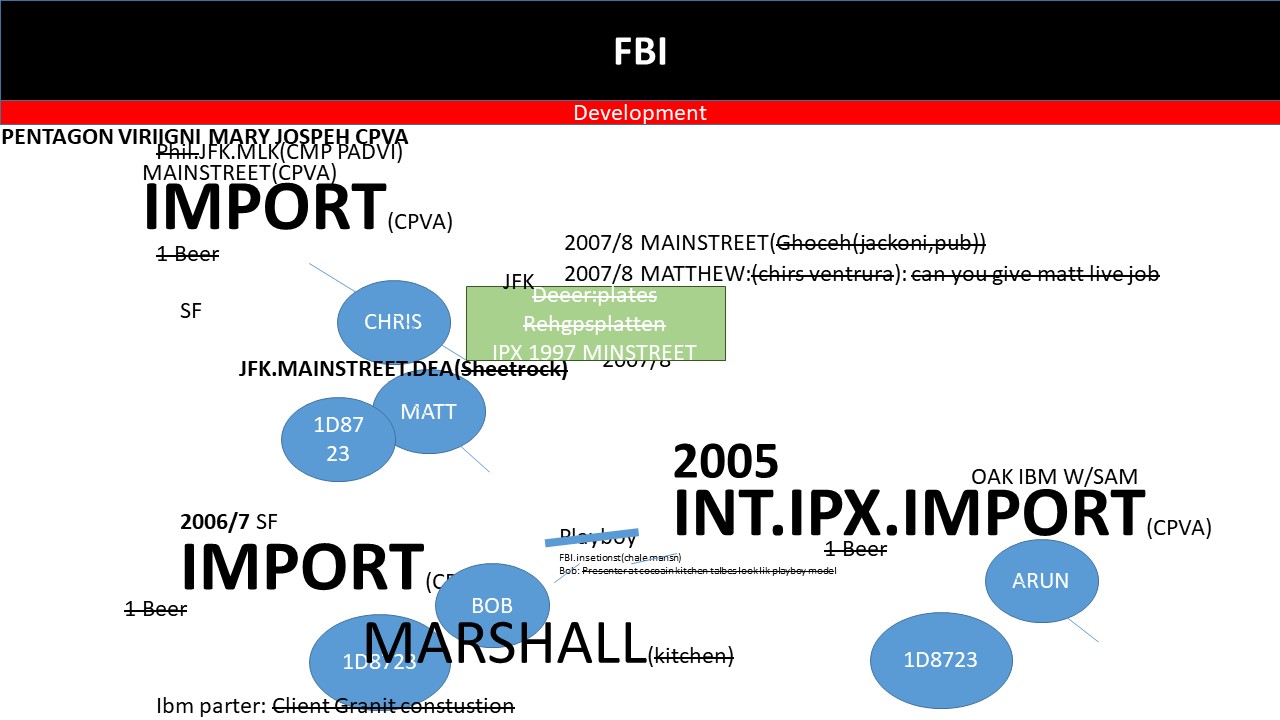 FBI
Development
PENTAGON VIRIIGNI MARY JOSPEH CPVA
Phil.JFK.MLK(CMP PADVI)
MAINSTREET(CPVA)
IMPORT(CPVA)
1 Beer
2007/8 MAINSTREET(Ghoceh(jackoni,pub))
2007/8 MATTHEW:(chirs ventrura): can you give matt live job
JFK
Deeer:plates
Rehgpsplatten
IPX 1997 MINSTREET
2007/8
SF
CHRIS
JFK.MAINSTREET.DEA(Sheetrock)
MATT
1D87
23
2005
OAK IBM W/SAM
INT.IPX.IMPORT(CPVA)
1 Beer
ARUN
1D8723
2006/7 SF
IMPORT
1 Beer
Playboy
FBI.insetionst(
Bob: Presenter at cocoain kitchen talbes look lik playboy model
BOB
MARSHALL(kitchen)
1D8723
Ibm parter: Client Granit constustion